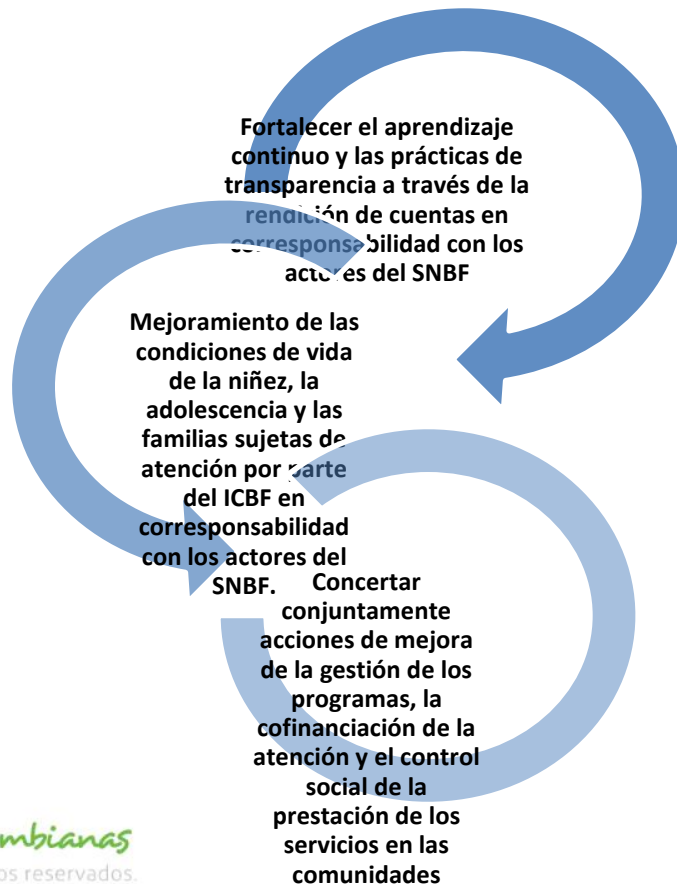 Fortalecer el aprendizaje
continuo y las prácticas de
transparencia a través de la
rendición de cuentas en
corresponsabilidad con los
actores del SNBF
Mejoramiento de las
condiciones de vida
de la niñez, la
adolescencia y las
familias sujetas de
atención por parte
del ICBF en
corresponsabilidad
con los actores del
SNBF.
Concertar
conjuntamente
acciones de mejora
de la gestión de los
programas, la
cofinanciación de la
atención y el control
social de la
prestación de los
servicios en las
comunidades
mbianas
os reservados.